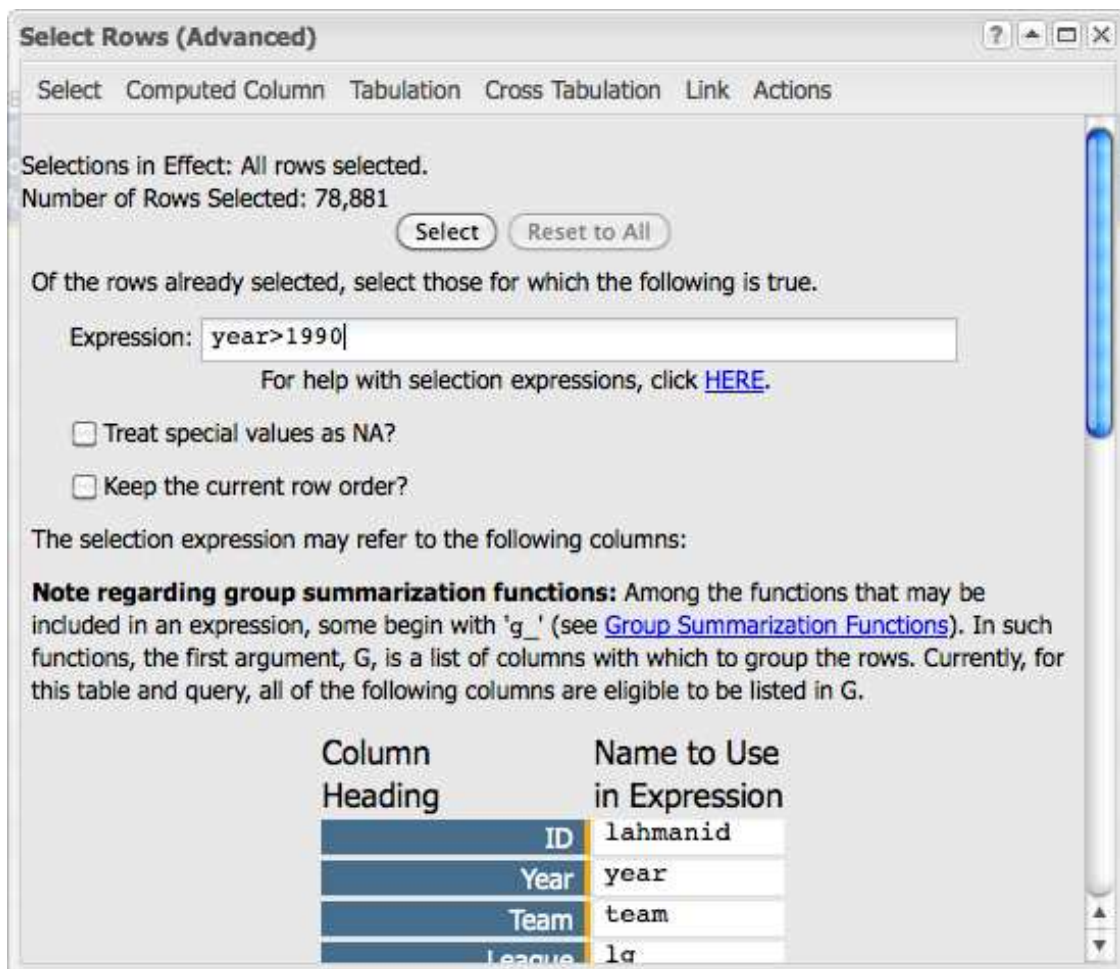 Select Rows (Advanced)
?
Select Computed Column Tabulation Cross Tabulation Link Actions
Selections in Effect: All rows selected.
Number of Rows Selected: 78,881
Select Reset to All
Of the rows already selected, select those for which the following is true.
Expression: year>1990
For help with selection expressions, click HERE.
Treat special values as NA?
Keep the current row order?
The selection expression may refer to the following columns:
Note regarding group summarization functions: Among the functions that may be
included in an expression, some begin with 'g_' (see Group Summarization Functions). In such
functions, the first argument, G, is a list of columns with which to group the rows. Currently, for
this table and query, all of the following columns are eligible to be listed in G.
Column Name to Use
Heading in Expression
ID lahmanid
Year year
Team team
League lg